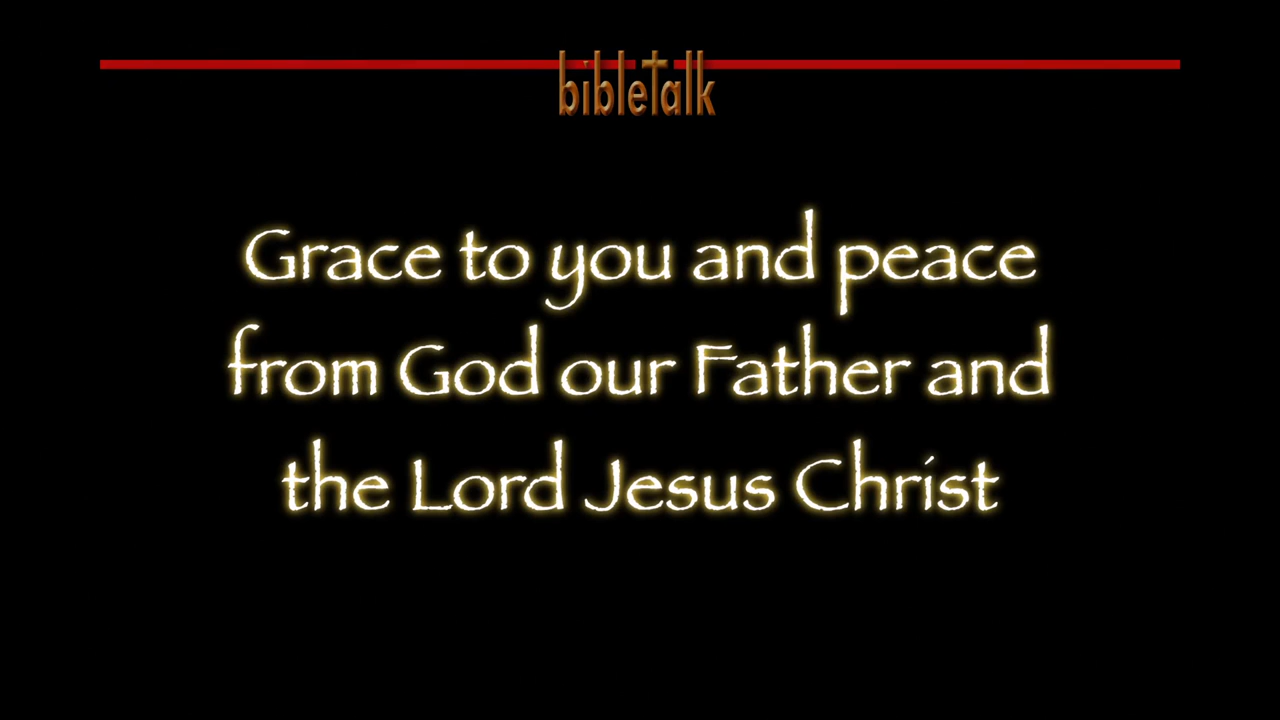 bibleTalk
Grace to you and peace
from God our Father and
the Lord Jesus Christ